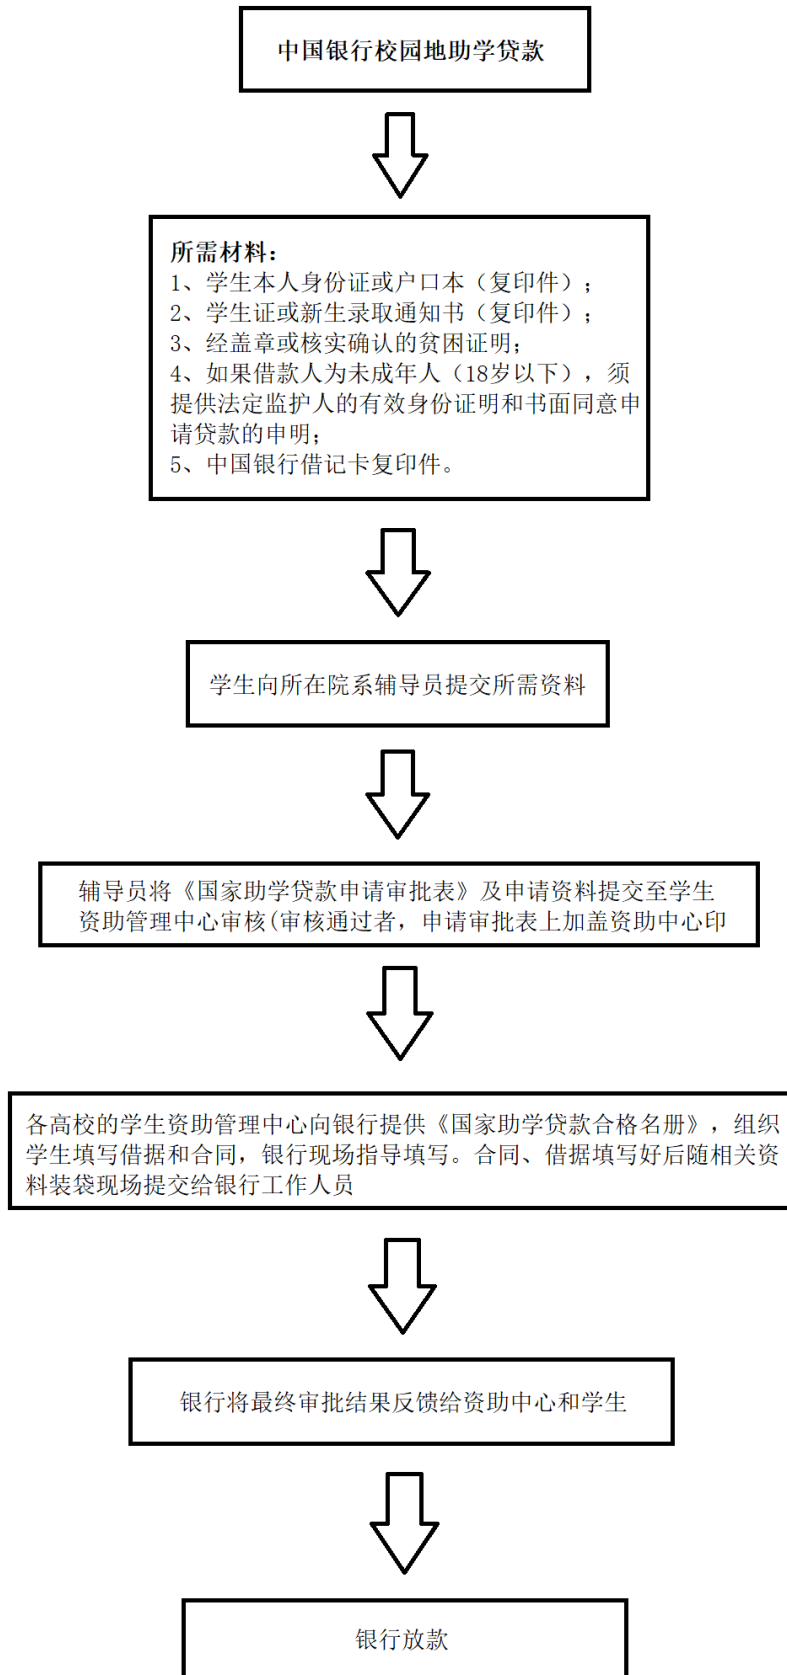 中国银行校园地助学贷款
所需材料：
1、学生本人身份证或户口本（复印件）；
2、学生证或新生录取通知书（复印件）；
3、经盖章或核实确认的贫困证明；
4、如果借款人为未成年人（18岁以下），须
提供法定监护人的有效身份证明和书面同意申
请贷款的申明；
5、中国银行借记卡复印件。
学生向所在院系辅导员提交所需资料
辅导员将《国家助学贷款申请审批表》及申请资料提交至学生
资助管理中心审核(审核通过者，申请审批表上加盖资助中心印
各高校的学生资助管理中心向银行提供《国家助学贷款合格名册》，组织
学生填写借据和合同，银行现场指导填写。合同、借据填写好后随相关资
料装袋现场提交给银行工作人员
银行将最终审批结果反馈给资助中心和学生
银行放款